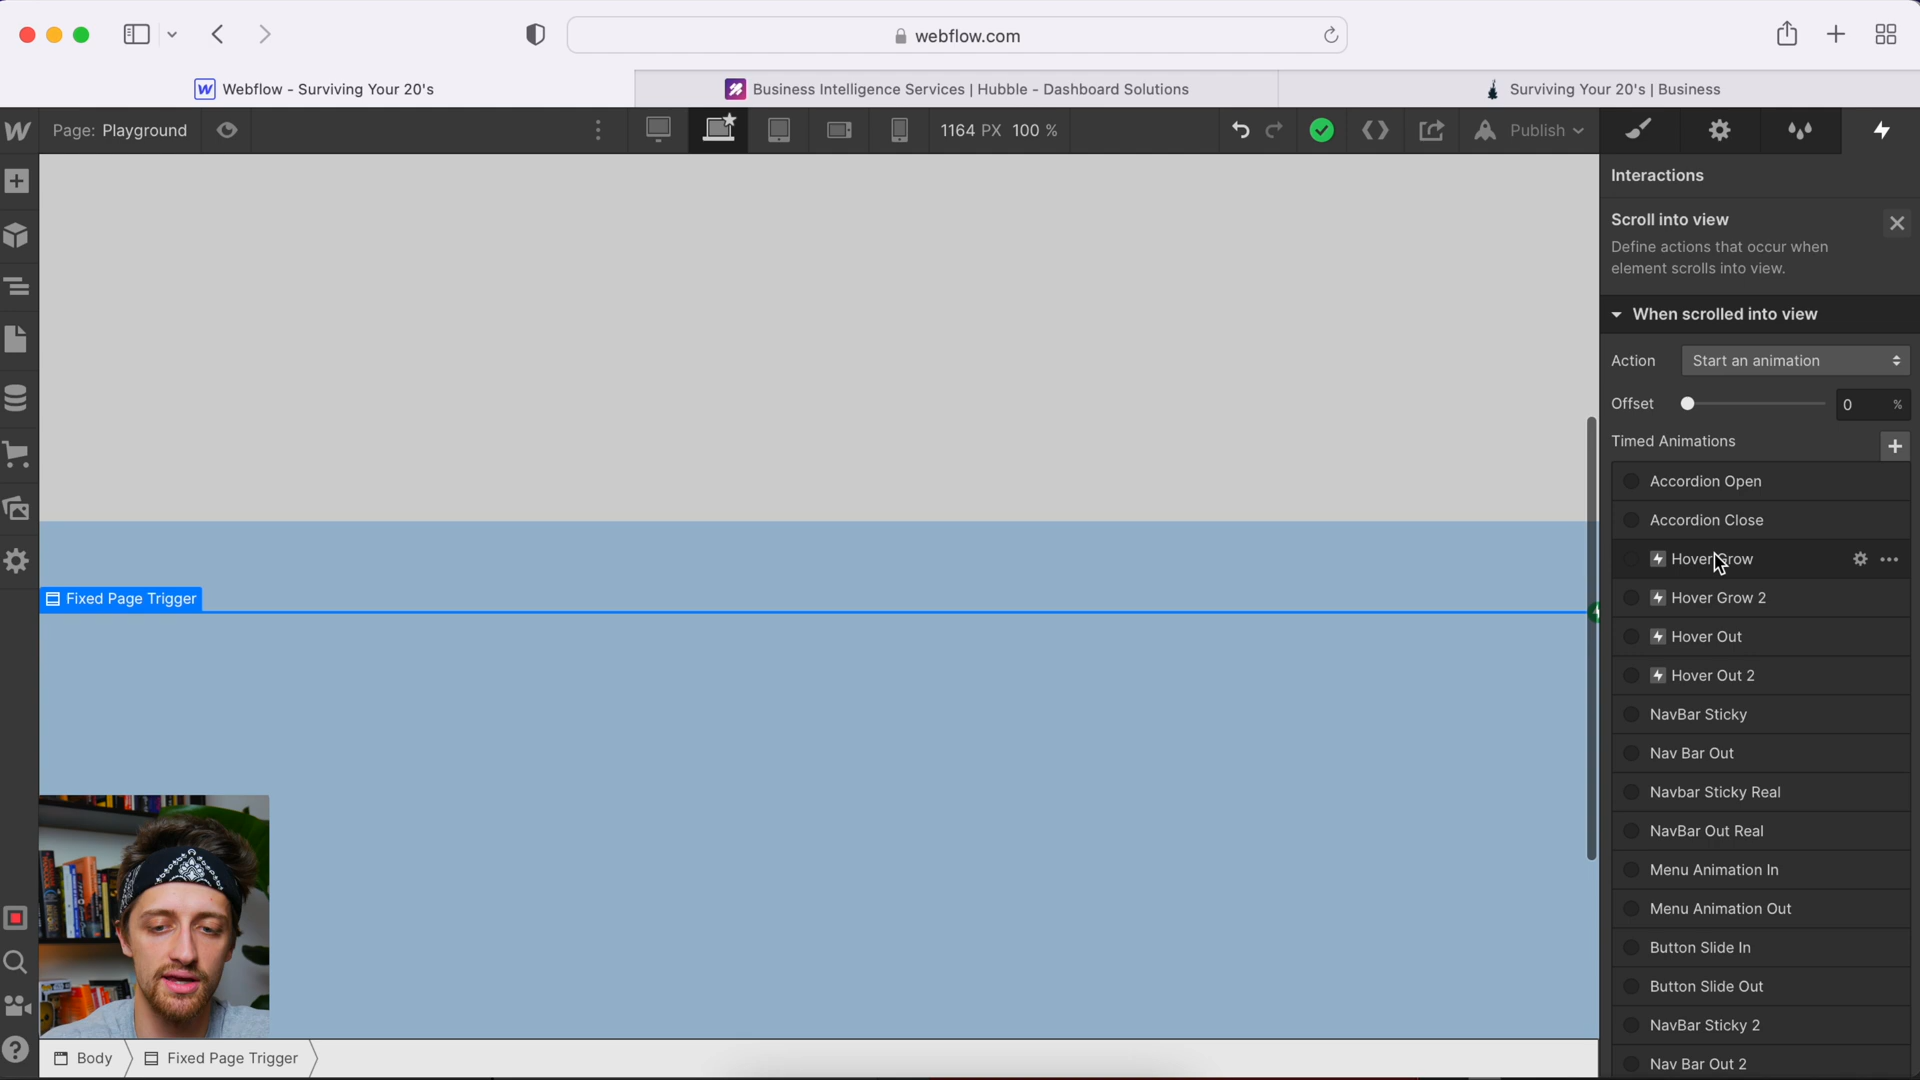 webflow.com
Webflow - Surviving Your 20's
Business Intelligence Services | Hubble - Dashboard Solutions
Surviving Your 20's | Business
Page: Playground
1164 PX 100 %
Publish
Interactions
Scroll into view
Define actions that occur when
element scrolls into view.
When scrolled into view
Action Start an animation
Offset 0 %
Timed Animations
Accordion Open
Accordion Close
Hover Grow
Hover Grow 2
Hover Out
Hover Out 2
NavBar Sticky
Nav Bar Out
Navbar Sticky Real
NavBar Out Real
Menu Animation In
Menu Animation Out
Button Slide In
Button Slide Out
NavBar Sticky 2
Nav Bar Out 2
Fixed Page Trigger
Body Fixed Page Trigger